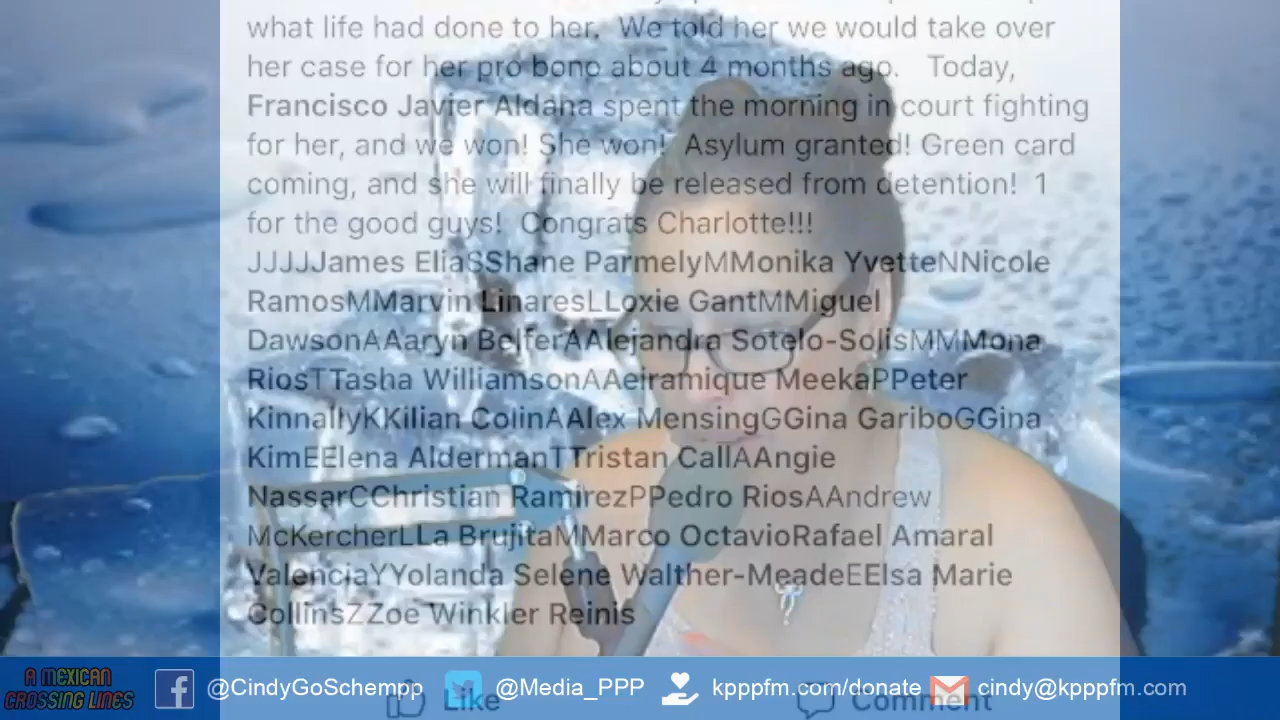 what life had done to her. We told her we would take over
her case for her pro bono about 4 months ago. Today,
Francisco Javier Aldana spent the morning in court fighting
for her, and we won! She won! Asylum granted! Green card
coming, and she will finally be released from detention! 1
for the good guys! Congrats Charlotte!!!
JJJJJames EliaSShane ParmelyMMonika YvetteNNicole
RamosMMarvin LinaresLLoxie GantMMiguel
DawsonAAaryn BelferAAlejandra Sotelo-SolisMMMona
RiosTTasha WilliamsonAAeiramique MeekaPPeter
KinnallyKKilian ColinAAlex MensingGGina GariboGGina
KimEElena AldermanTTristan CallAAngie
NassarCChristian RamirezPPedro RiosAAndrew
McKercherLLa BrujitaMMarco OctavioRafael Amaral
ValenciaYYolanda Selene Walther-MeadeEElsa Marie
CollinsZZoe Winkler Reinis
A MEXICAN
CROSSING LINES
@CindyGoSchempp @Media_PPP kpppfm.com/donate cindy@kpppfm.com
Like Comment